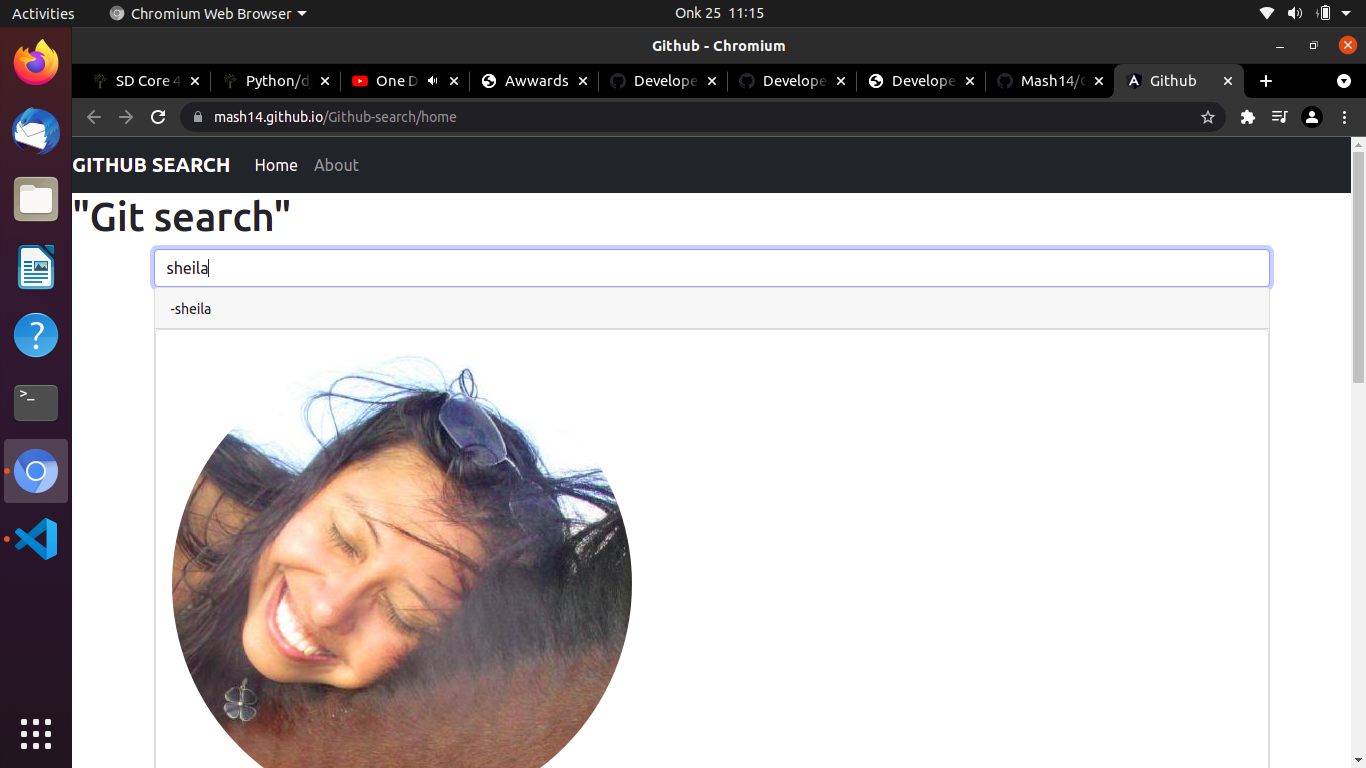 Activities
Chromium Web Browser
Onk 25 11:15
Github - Chromium
SD Core 4
Python/d
One D
Awwards
Develope
Develope
Develope
Mash14/
Github
mash14.github.io/Github-search/home
GITHUB SEARCH
Home
About
"Git search"
sheila
-sheila